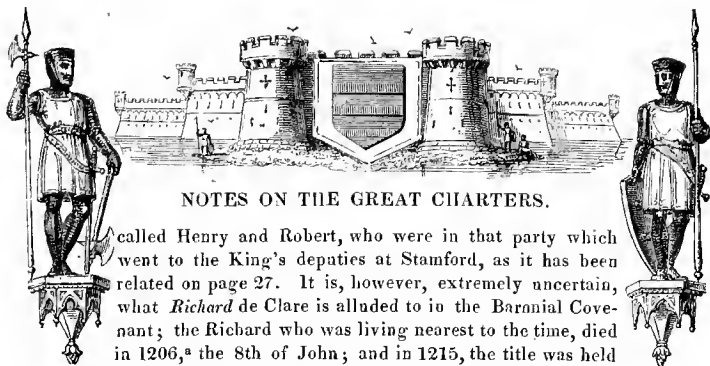 NOTES ON THE GREAT CHARTERS.
called Henry and Robert, who were in that party which
went to the King's deputies at Stamford, as it has been
related on page 27. It is, however, extremely uncertain,
what Richard de Clare is alluded to in the Baronial Cove-
nant; the Richard who was living nearest to the time, died
in 1206,ª the 8th of John; and in 1215, the title was held